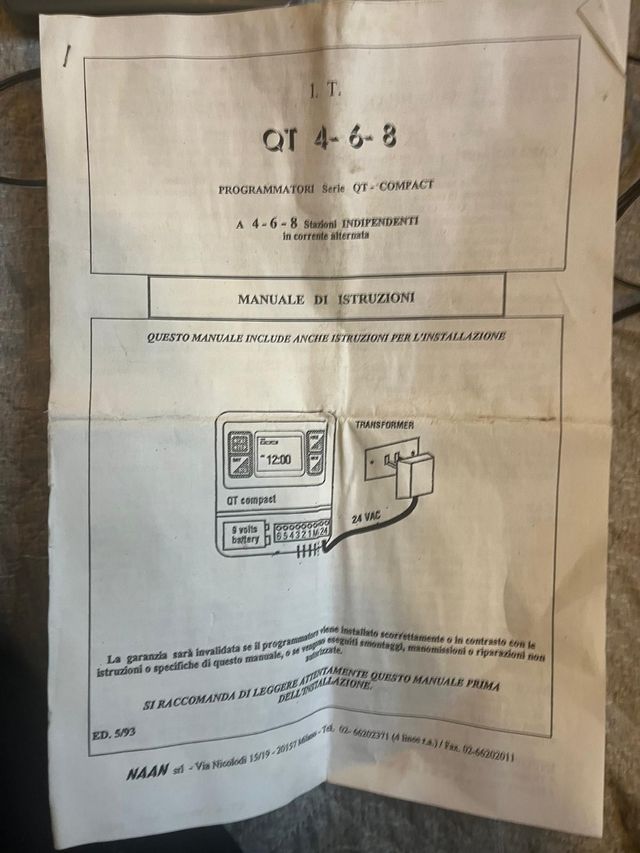 I. T.
QT 4-6-8
PROGRAMMATORI Serie QT-COMPACT
A 4-6-8 Stazioni INDIPENDENTI
in corrente alternata
MANUALE DI ISTRUZIONI
QUESTO MANUALE INCLUDE ANCHE ISTRUZIONI PER L'INSTALLAZIONE
TRANSFORMER
12:00
QT compact
9 volts
battery
654321M24
24 VAC
La garanzia sarà invalidata se il programmatore viene installato scorrettamente o in contrasto con le
istruzioni o specifiche di questo manuale, o se vengono eseguiti smontaggi, manomissioni o riparazioni non
autorizzate.
SI RACCOMANDA DI LEGGERE ATTENTAMENTE QUESTO MANUALE PRIMA
DELL'INSTALLAZIONE.
ED. 5/93
NAAN srl - Via Nicolodi 15/19 - 20157 Milano - Tel. 02-66202371 (4 linee r.a.) / Fax. 02-66202011